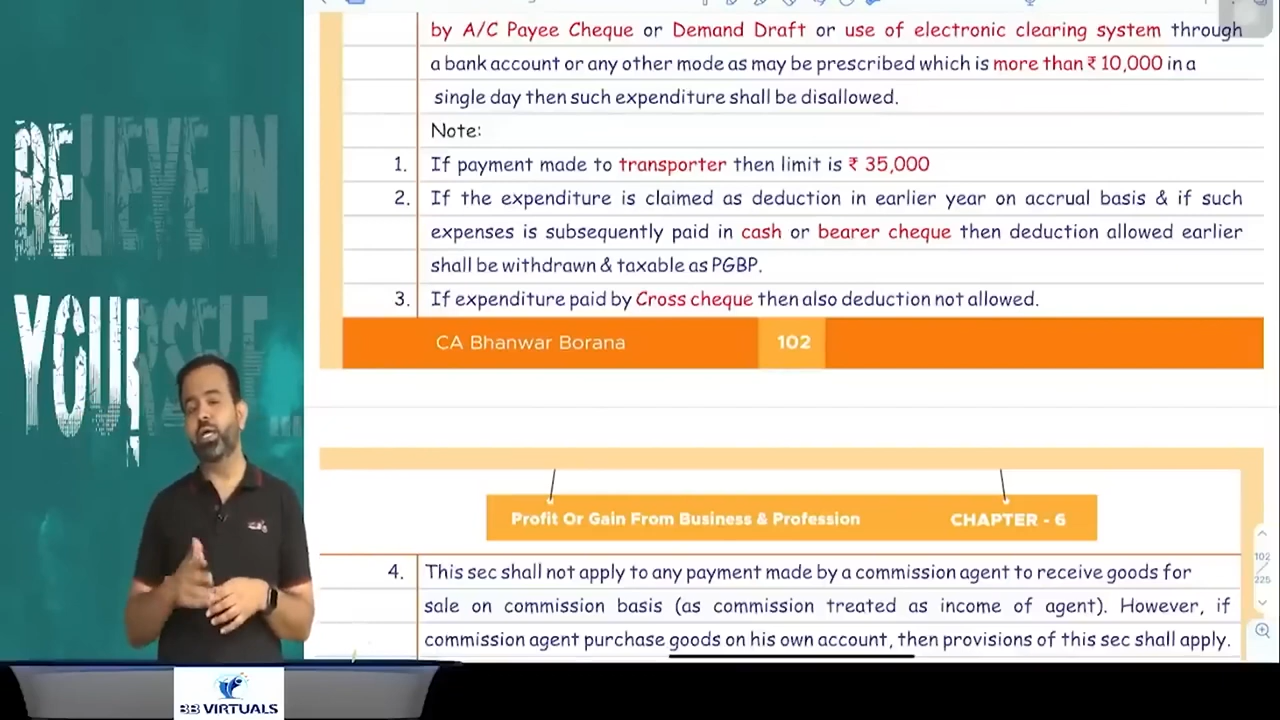 BELIEVE IN
YOURSELF...
by A/C Payee Cheque or Demand Draft or use of electronic clearing system through
a bank account or any other mode as may be prescribed which is more than ₹ 10,000 in a
single day then such expenditure shall be disallowed.
Note:
1. If payment made to transporter then limit is ₹ 35,000
2. If the expenditure is claimed as deduction in earlier year on accrual basis & if such
expenses is subsequently paid in cash or bearer cheque then deduction allowed earlier
shall be withdrawn & taxable as PGBP.
3. If expenditure paid by Cross cheque then also deduction not allowed.
CA Bhanwar Borana 102
Profit Or Gain From Business & Profession CHAPTER - 6
4. This sec shall not apply to any payment made by a commission agent to receive goods for
sale on commission basis (as commission treated as income of agent). However, if
commission agent purchase goods on his own account, then provisions of this sec shall apply.
102
225
BB VIRTUALS